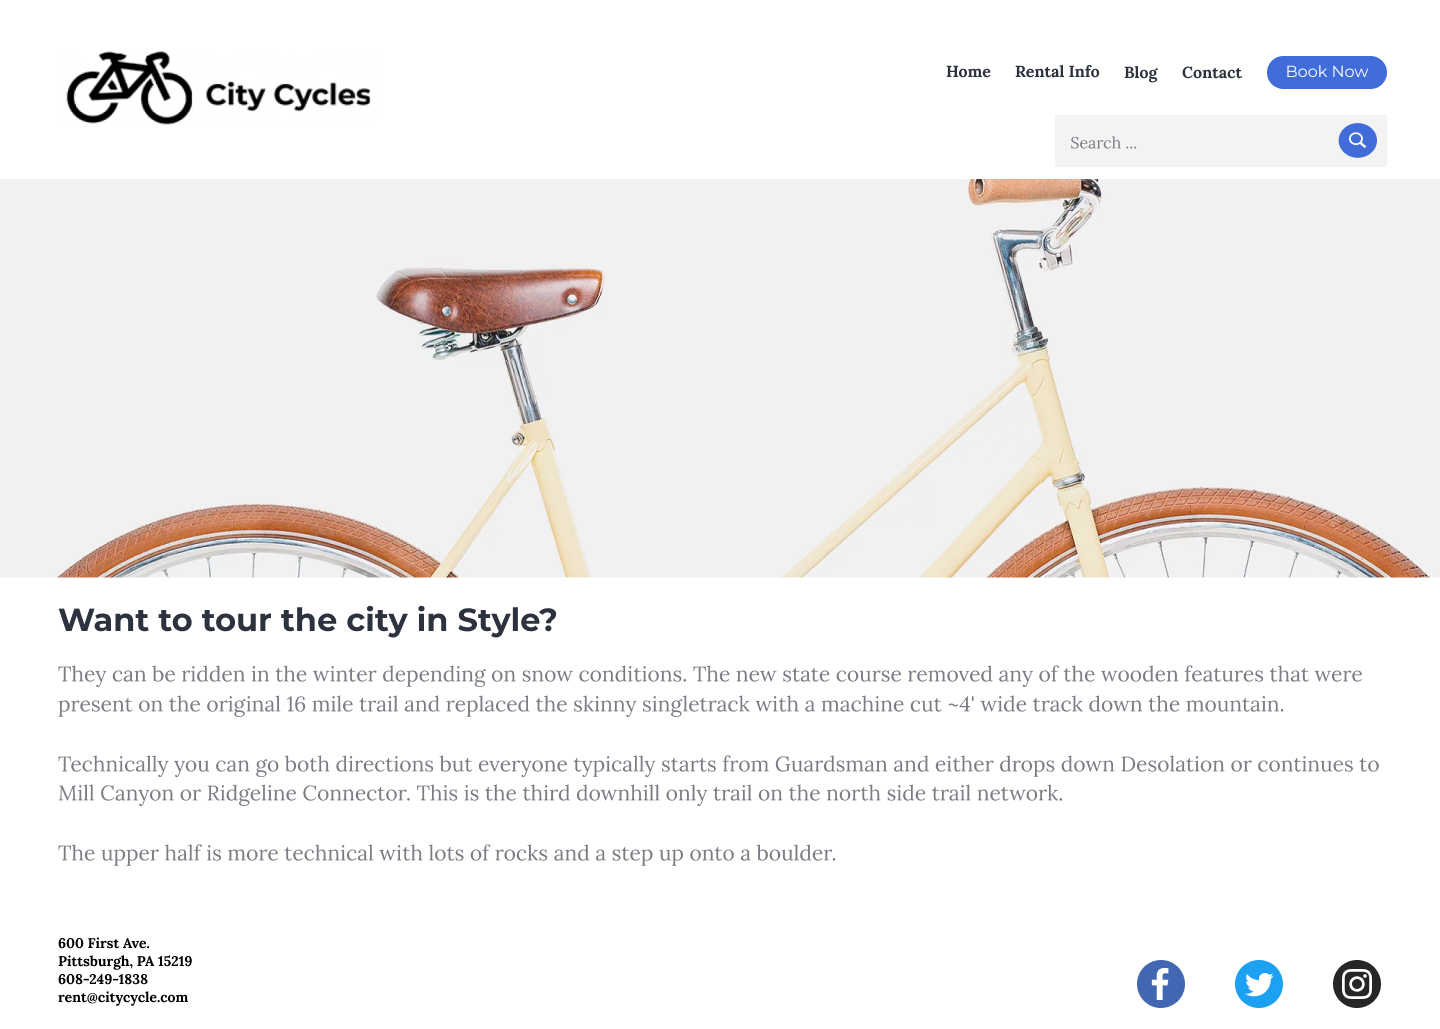 City Cycles
Home Rental Info Blog Contact Book Now
Search ...
Want to tour the city in Style?
They can be ridden in the winter depending on snow conditions. The new state course removed any of the wooden features that were
present on the original 16 mile trail and replaced the skinny singletrack with a machine cut ~4' wide track down the mountain.
Technically you can go both directions but everyone typically starts from Guardsman and either drops down Desolation or continues to
Mill Canyon or Ridgeline Connector. This is the third downhill only trail on the north side trail network.
The upper half is more technical with lots of rocks and a step up onto a boulder.
600 First Ave.
Pittsburgh, PA 15219
608-249-1838
rent@citycycle.com